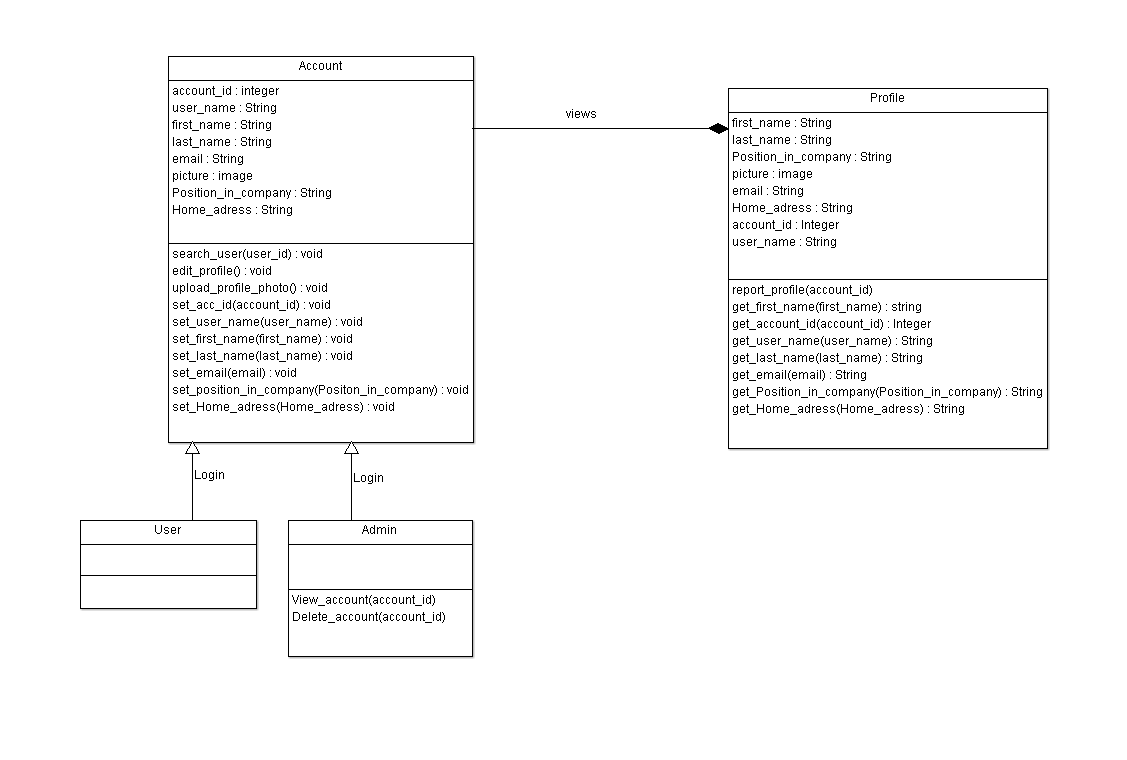 Account
account_id : integer
user_name : String
first_name : String
last_name : String
email : String
picture : image
Position_in_company : String
Home_adress : String
search_user(user_id) : void
edit_profile() : void
upload_profile_photo() : void
set_acc_id(account_id) : void
set_user_name(user_name) : void
set_first_name(first_name) : void
set_last_name(last_name) : void
set_email(email) : void
set_position_in_company(Positon_in_company) : void
set_Home_adress(Home_adress) : void
views
Profile
first_name : String
last_name : String
Position_in_company : String
picture : image
email : String
Home_adress : String
account_id : Integer
user_name : String
report_profile(account_id)
get_first_name(first_name) : string
get_account_id(account_id) : Integer
get_user_name(user_name) : String
get_last_name(last_name) : String
get_email(email) : String
get_Position_in_company(Position_in_company) : String
get_Home_adress(Home_adress) : String
Login
Login
User
Admin
View_account(account_id)
Delete_account(account_id)